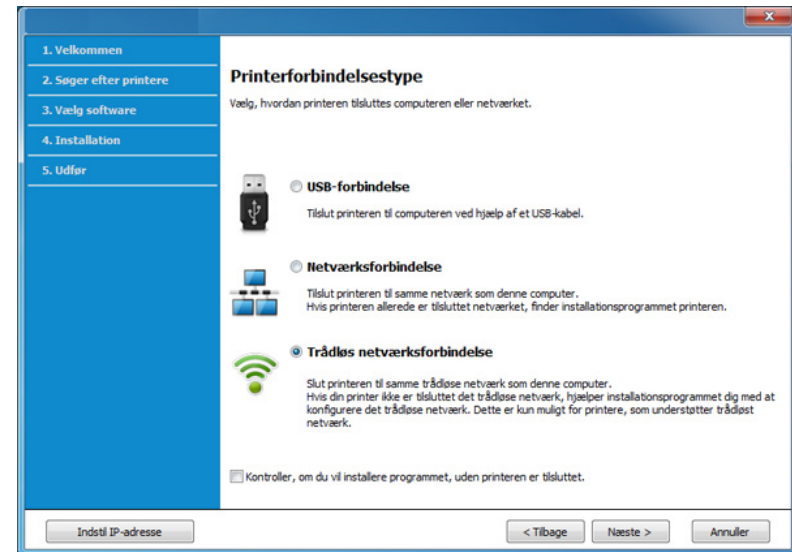 1. Velkommen
2. Søger efter printere
3. Vælg software
4. Installation
5. Udfør
Printerforbindelsestype
Vælg, hvordan printeren tilsluttes computeren eller netværket.
USB-forbindelse
Tilslut printeren til computeren ved hjælp af et USB-kabel.
Netværksforbindelse
Tilslut printeren til samme netværk som denne computer.
Hvis printeren allerede er tilsluttet netværket, finder installationsprogrammet printeren.
Trådløs netværksforbindelse
Slut printeren til samme trådløse netværk som denne computer.
Hvis din printer ikke er tilsluttet det trådløse netværk, hjælper installationsprogrammet dig med at
konfigurere det trådløse netværk. Dette er kun muligt for printere, som understøtter trådløst
netværk.
Kontroller, om du vil installere programmet, uden printeren er tilsluttet.
Indstil IP-adresse
< Tilbage
Næste >
Annuller